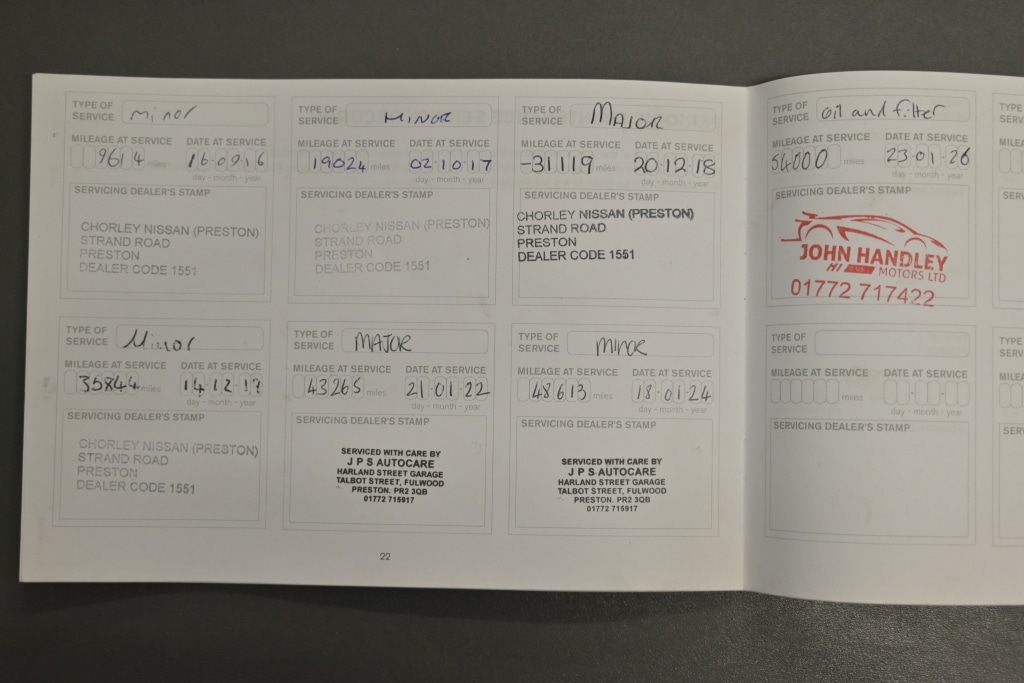 TYPE OF SERVICE minor
MILEAGE AT SERVICE DATE AT SERVICE
9614 miles 16·09·16
day - month - year
SERVICING DEALER'S STAMP
CHORLEY NISSAN (PRESTON)
STRAND ROAD
PRESTON
DEALER CODE 1551
TYPE OF SERVICE MINOR
MILEAGE AT SERVICE DATE AT SERVICE
19024 miles 02·10·17
day - month - year
SERVICING DEALER'S STAMP
CHORLEY NISSAN (PRESTON)
STRAND ROAD
PRESTON
DEALER CODE 1551
TYPE OF SERVICE MAJOR
MILEAGE AT SERVICE DATE AT SERVICE
-31119 miles 20·12·18
day - month - year
SERVICING DEALER'S STAMP
CHORLEY NISSAN (PRESTON)
STRAND ROAD
PRESTON
DEALER CODE 1551
TYPE OF SERVICE Minor
MILEAGE AT SERVICE DATE AT SERVICE
35844 miles 14·12
day - month - year
SERVICING DEALER'S STAMP
CHORLEY NISSAN (PRESTON)
STRAND ROAD
PRESTON
DEALER CODE 1551
TYPE OF SERVICE MAJOR
MILEAGE AT SERVICE DATE AT SERVICE
43265 miles 21·01·22
day - month - year
SERVICING DEALER'S STAMP
SERVICED WITH CARE BY
J P S AUTOCARE
HARLAND STREET GARAGE
TALBOT STREET, FULWOOD
PRESTON. PR2 3QB
01772 715917
TYPE OF SERVICE minor
MILEAGE AT SERVICE DATE AT SERVICE
48613 miles 18·01·24
day - month - year
SERVICING DEALER'S STAMP
SERVICED WITH CARE BY
J P S AUTOCARE
HARLAND STREET GARAGE
TALBOT STREET, FULWOOD
PRESTON. PR2 3QB
01772 715917
22
TYPE OF SERVICE oil and filter
MILEAGE AT SERVICE DATE AT SERVICE
54000 miles 23·01·26
day - month - year
SERVICING DEALER'S STAMP
JOHN HANDLEY
MOTORS LTD
01772 717422
TYPE OF SERVICE
MILEAGE AT SERVICE DATE AT SERVICE
miles
day - month - year
SERVICING DEALER'S STAMP